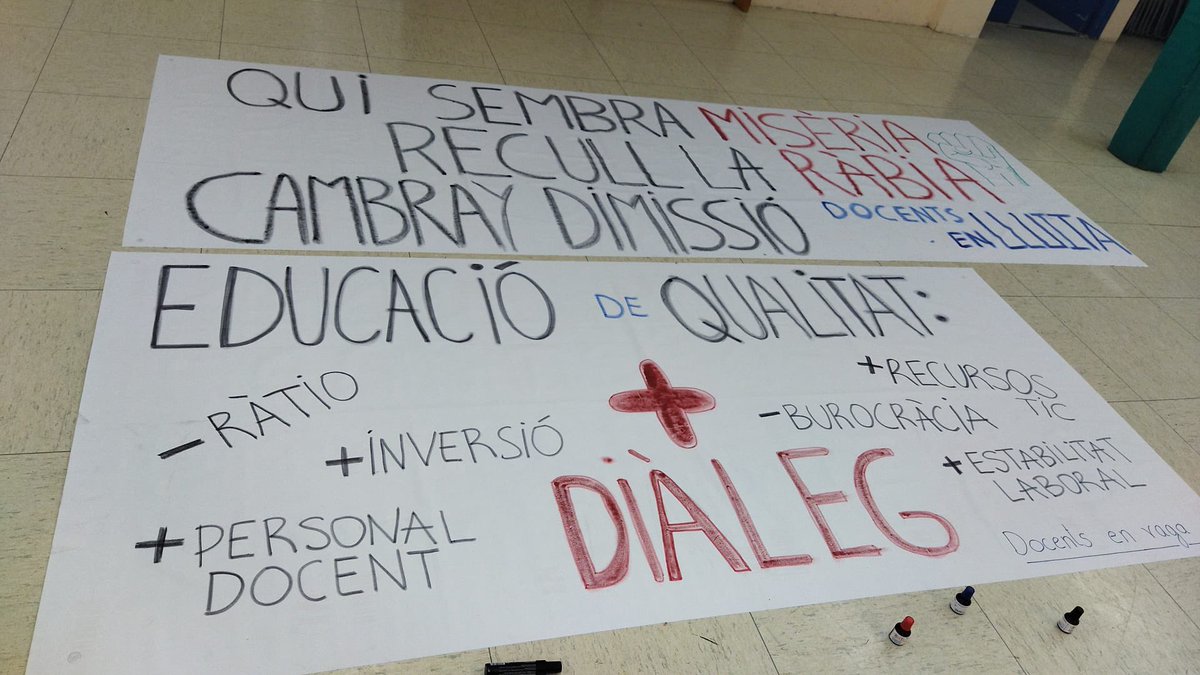 QUI SEMBRA MISÈRIA
RECULL LA RÀBIA
CAMBRAY DIMISSIÓ
DOCENTS
EN LLUITA
EDUCACIÓ DE QUALITAT:
- RÀTIO
+ INVERSIÓ
+ PERSONAL
DOCENT
+
DIÀLEG
+ RECURSOS
TIC
- BUROCRÀCIA
+ ESTABILITAT
LABORAL
Docents en vaga